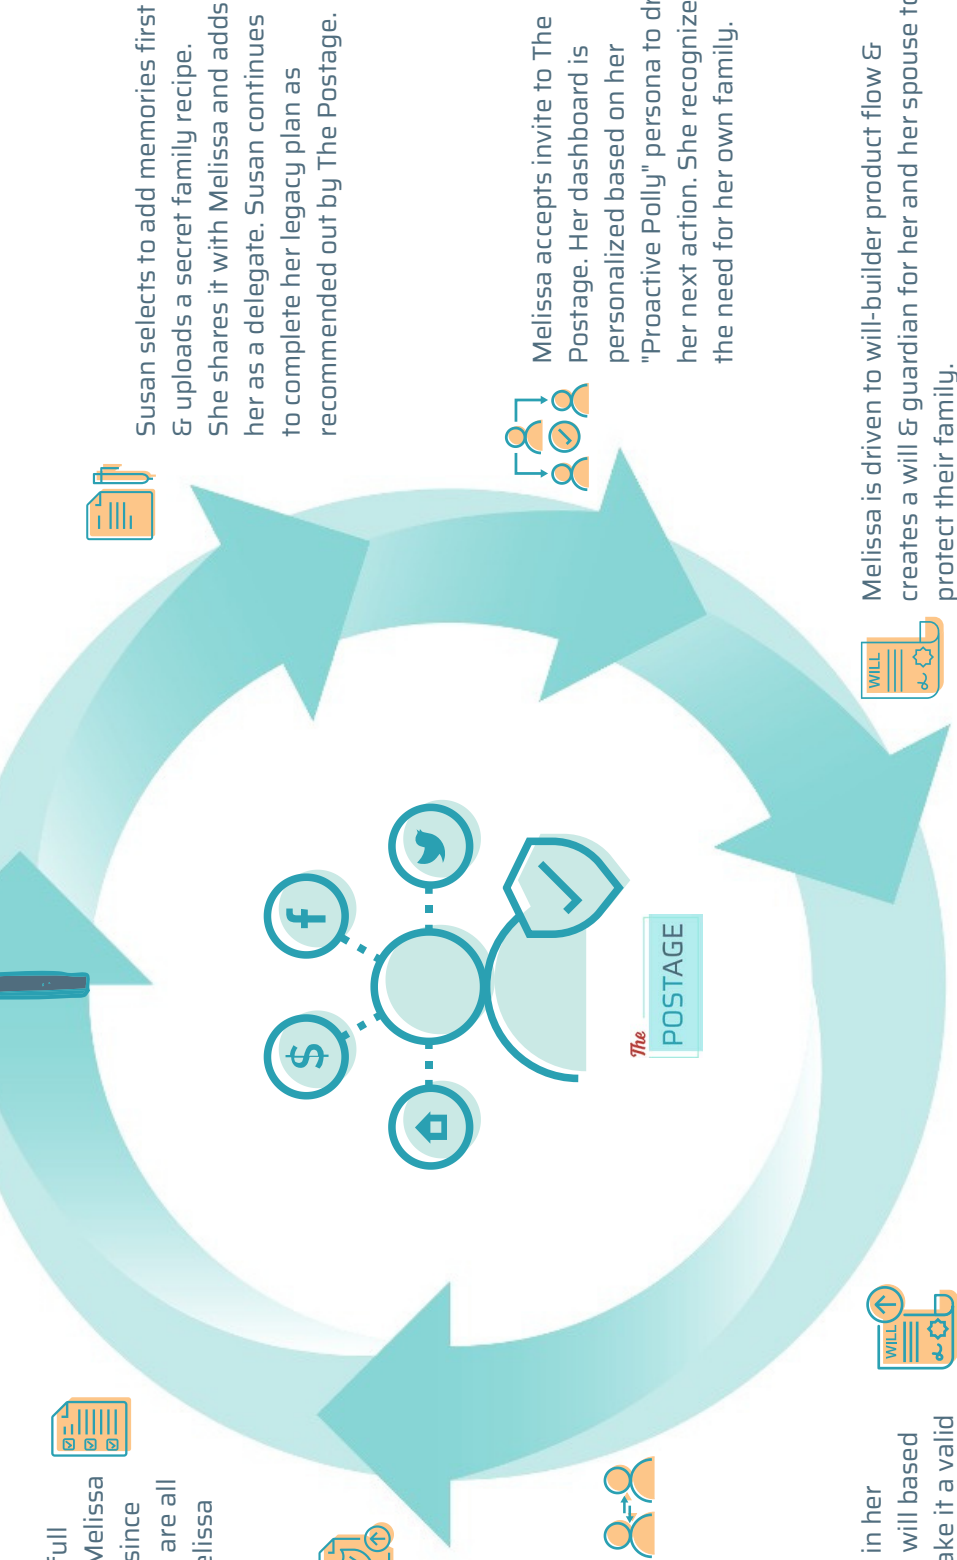 Susan selects to add memories first
& uploads a secret family recipe.
She shares it with Melissa and adds
her as a delegate. Susan continues
to complete her legacy plan as
recommended out by The Postage.
Melissa accepts invite to The
Postage. Her dashboard is
personalized based on her
"Proactive Polly" persona to dr
her next action. She recognize
the need for her own family.
Melissa is driven to will-builder product flow &
creates a will & guardian for her and her spouse to
protect their family.
WILL
The
POSTAGE
WILL
in her
will based
ake it a valid
full
Melissa
since
are all
elissa